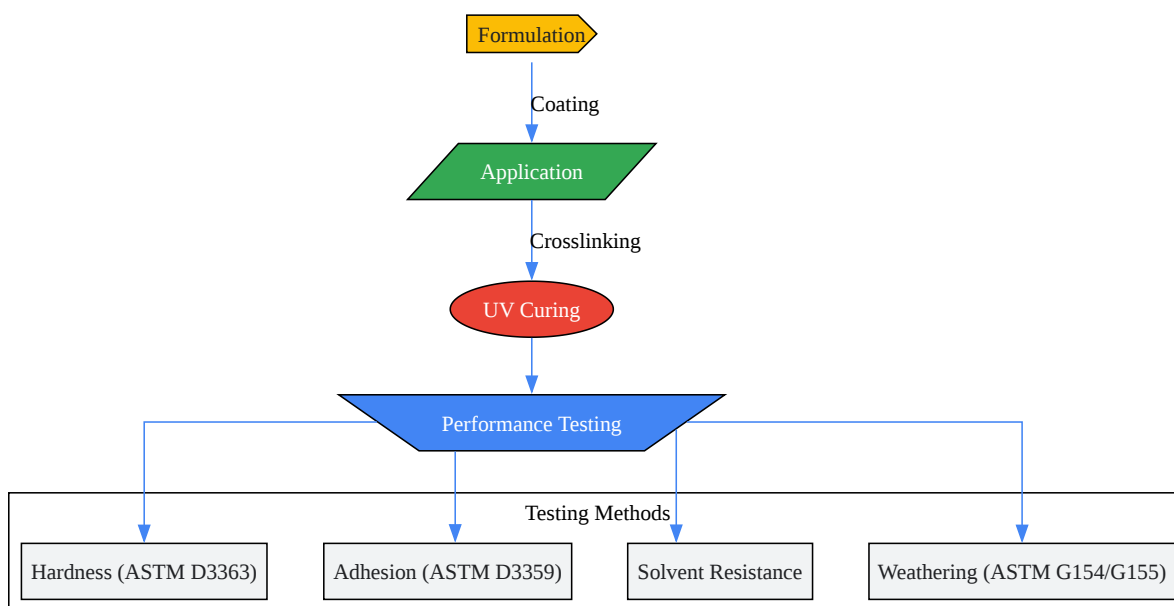 Formulation
Coating
Application
Crosslinking
UV Curing
Performance Testing
Testing Methods
Hardness (ASTM D3363)
Adhesion (ASTM D3359)
Solvent Resistance
Weathering (ASTM G154/G155)